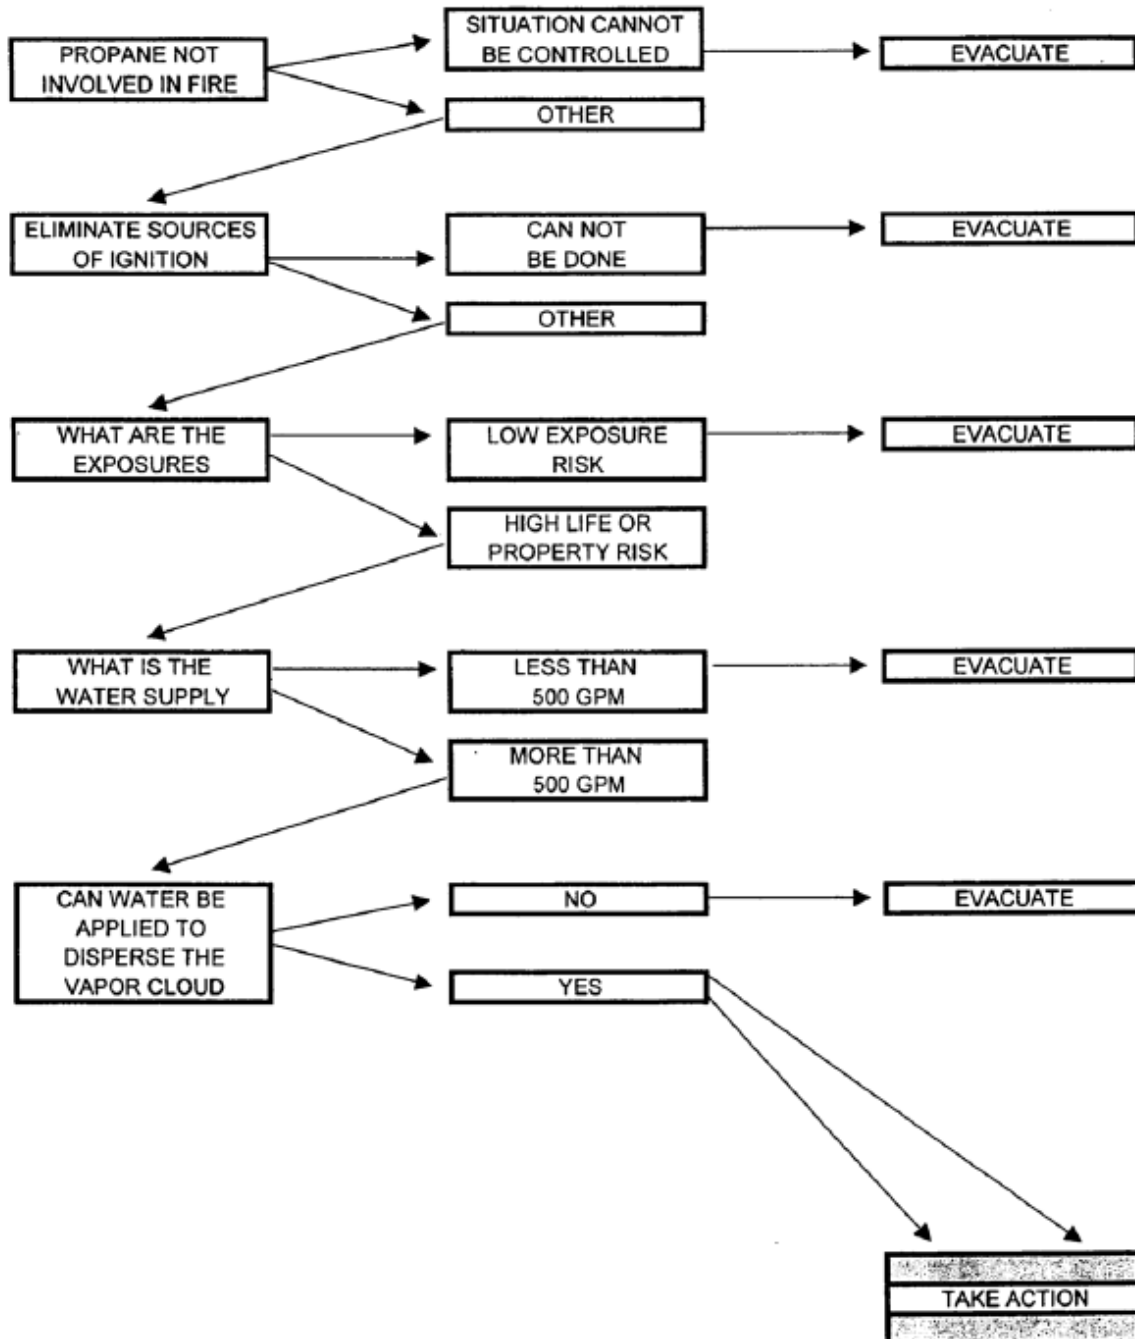 PROPANE NOT
INVOLVED IN FIRE
SITUATION CANNOT
BE CONTROLLED
EVACUATE
OTHER
ELIMINATE SOURCES
OF IGNITION
CAN NOT
BE DONE
EVACUATE
OTHER
WHAT ARE THE
EXPOSURES
LOW EXPOSURE
RISK
EVACUATE
HIGH LIFE OR
PROPERTY RISK
WHAT IS THE
WATER SUPPLY
LESS THAN
500 GPM
EVACUATE
MORE THAN
500 GPM
CAN WATER BE
APPLIED TO
DISPERSE THE
VAPOR CLOUD
NO
EVACUATE
YES
TAKE ACTION